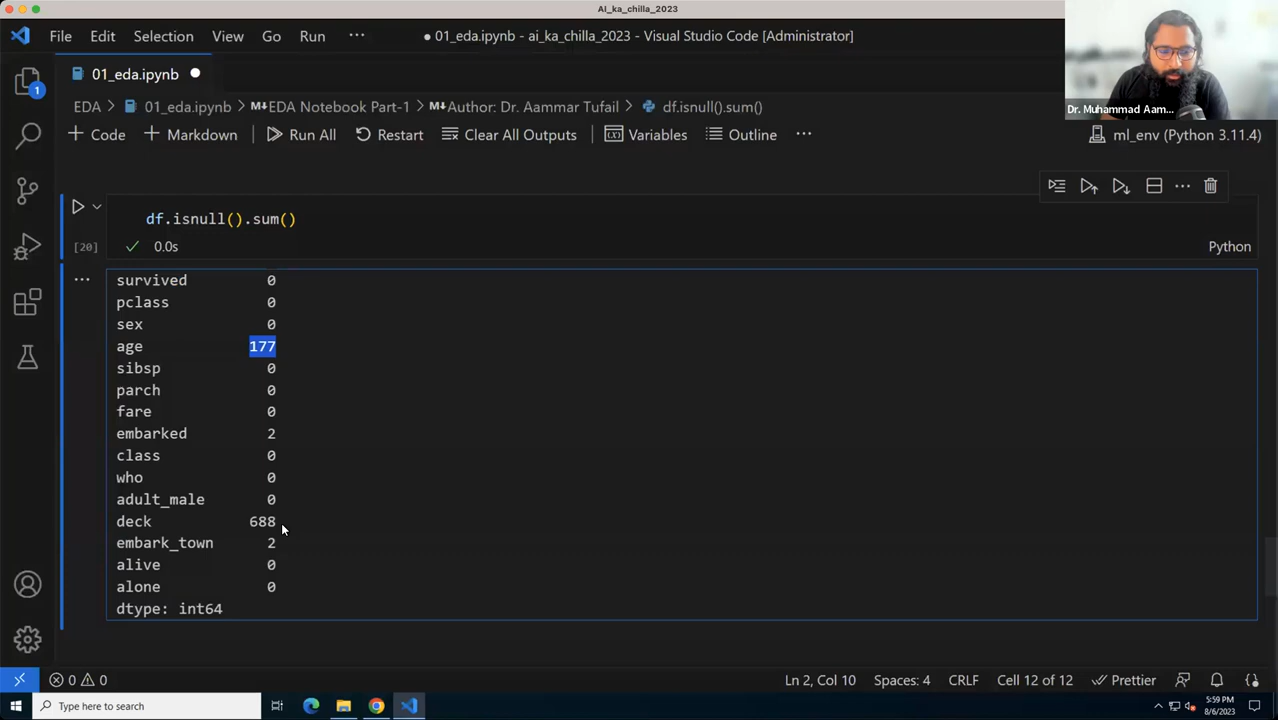 AI_ka_chilla_2023
File Edit Selection View Go Run ··· ● 01_eda.ipynb - ai_ka_chilla_2023 - Visual Studio Code [Administrator]
01_eda.ipynb ●
EDA > 01_eda.ipynb > M↓EDA Notebook Part-1 > M↓Author: Dr. Aammar Tufail > df.isnull().sum()
+ Code + Markdown Run All Restart Clear All Outputs Variables Outline ··· ml_env (Python 3.11.4)
Dr. Muhammad Aam...
1
df.isnull().sum()
[20] ✓ 0.0s Python
survived 0
pclass 0
sex 0
age 177
sibsp 0
parch 0
fare 0
embarked 2
class 0
who 0
adult_male 0
deck 688
embark_town 2
alive 0
alone 0
dtype: int64
0 0 Ln 2, Col 10 Spaces: 4 CRLF Cell 12 of 12 Prettier
Type here to search 5:59 PM
8/6/2023